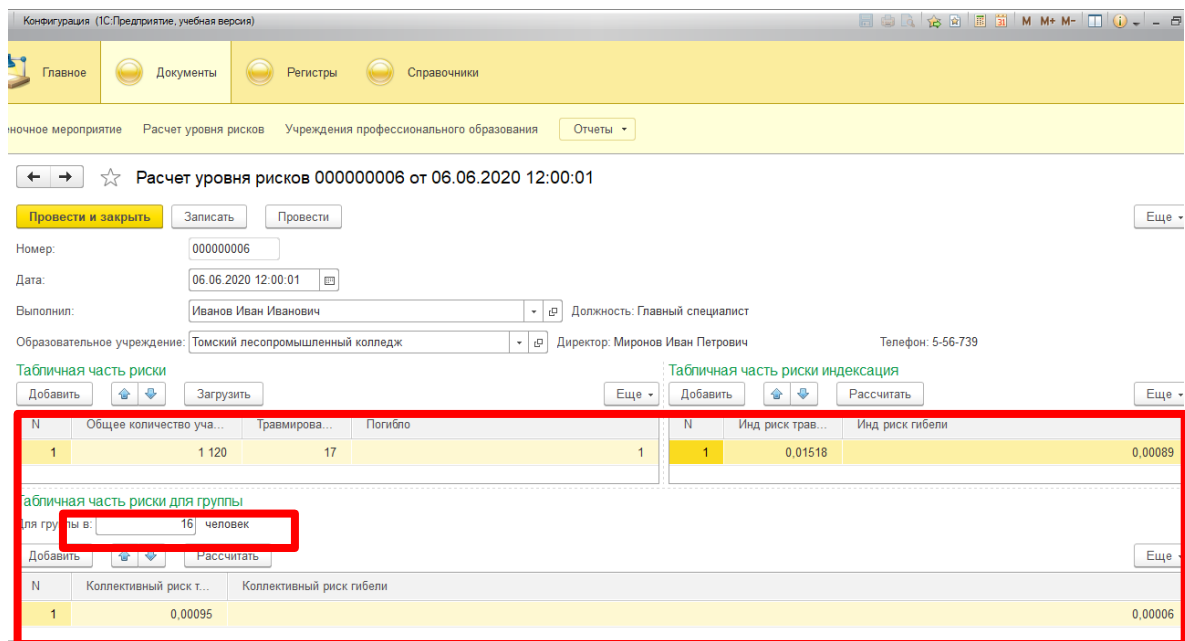 Конфигурация (1С:Предприятие, учебная версия)
M M+ M-
Главное Документы Регистры Справочники
еночное мероприятие Расчет уровня рисков Учреждения профессионального образования Отчеты
Расчет уровня рисков 000000006 от 06.06.2020 12:00:01
Провести и закрыть Записать Провести Еще
Номер: 000000006
Дата: 06.06.2020 12:00:01
Выполнил: Иванов Иван Иванович Должность: Главный специалист
Образовательное учреждение: Томский лесопромышленный колледж Директор: Миронов Иван Петрович Телефон: 5-56-739
Табличная часть риски Табличная часть риски индексация
Добавить Загрузить Еще Добавить Рассчитать Еще
N Общее количество уча... Травмирова... Погибло N Инд риск трав... Инд риск гибели
1 1 120 17 1 1 0,01518 0,00089
Табличная часть риски для группы
Для группы в: 16 человек
Добавить Рассчитать Еще
N Коллективный риск т... Коллективный риск гибели
1 0,00095 0,00006